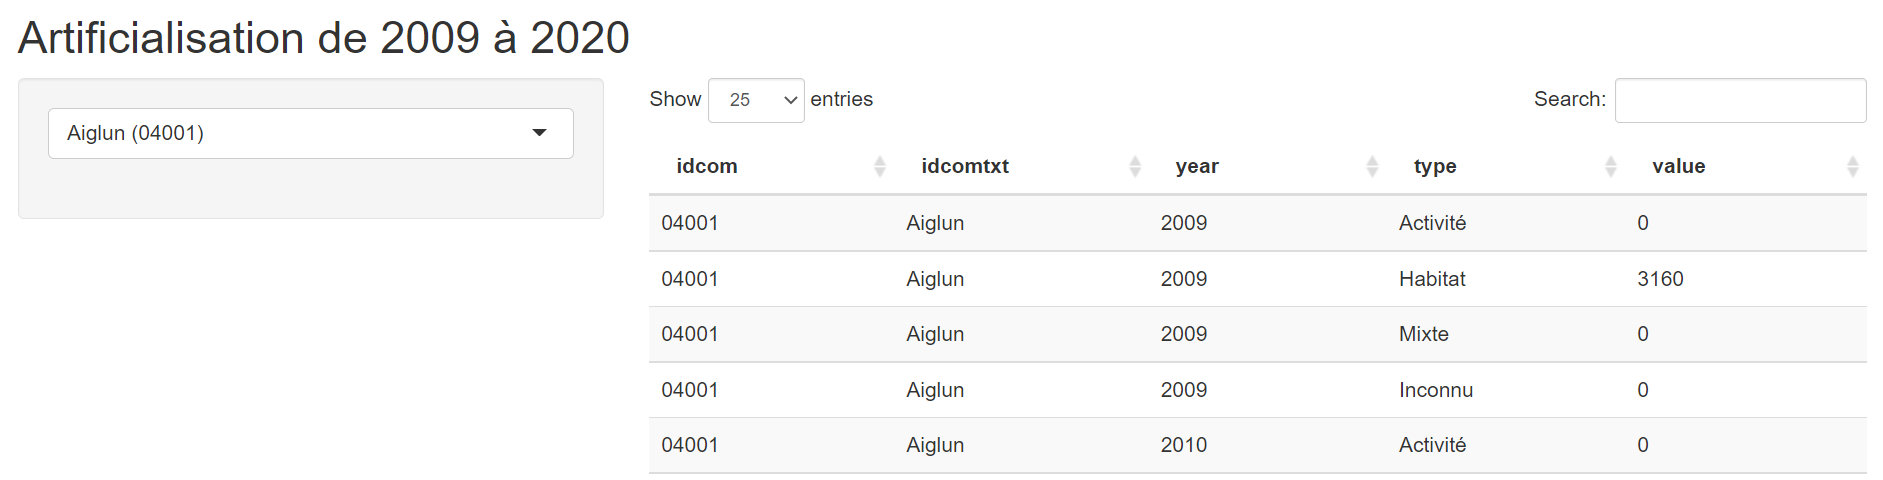 Artificialisation de 2009 à 2020
Aiglun (04001)
Show 25 entries
Search:
idcom idcomtxt year type value
04001 Aiglun 2009 Activité 0
04001 Aiglun 2009 Habitat 3160
04001 Aiglun 2009 Mixte 0
04001 Aiglun 2009 Inconnu 0
04001 Aiglun 2010 Activité 0